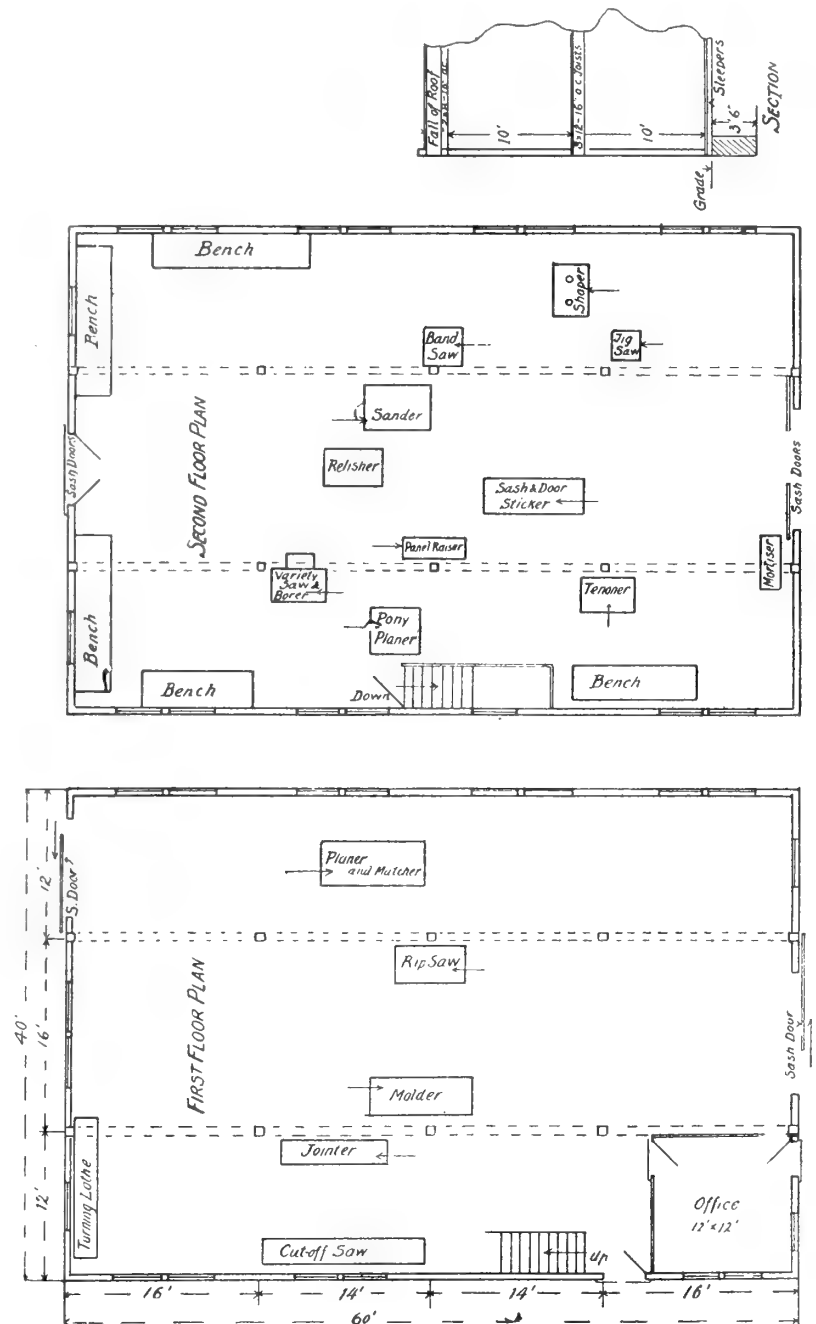 Fall of Roof
2x12-16" oc Joists
10'
10'
Sleepers
3'6"
SECTION
Grade
Bench
Bench
Shaper
Band
Saw
Jig
Saw
Sander
SECOND FLOOR PLAN
Sash Doors
Relisher
Sash & Door
Sticker
Sash Doors
Panel Raiser
Mortiser
Variety
Saw &
Borer
Tenoner
Pony
Planer
Bench
Bench
Down
Bench
Planer
and Matcher
S. Door
12'
Rip Saw
40'
16'
FIRST FLOOR PLAN
Sash Door
Molder
Jointer
Turning Lathe
12'
Office
12'x12'
Cut-off Saw
Up
16'
14'
14'
16'
60'